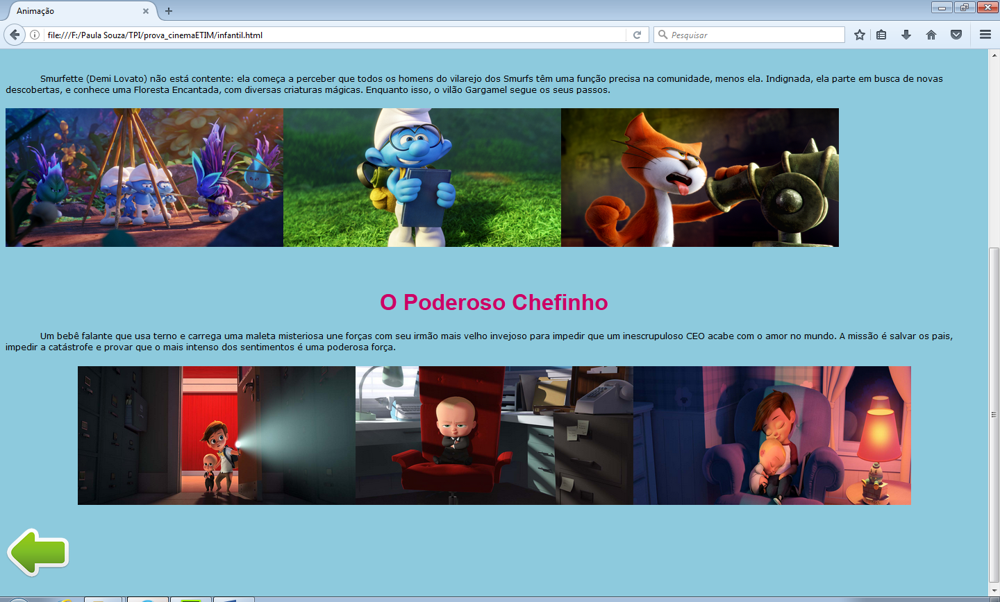 Animação
file:///F:/Paula Souza/TPI/prova_cinemaETIM/infantil.html
Pesquisar
Smurfette (Demi Lovato) não está contente: ela começa a perceber que todos os homens do vilarejo dos Smurfs têm uma função precisa na comunidade, menos ela. Indignada, ela parte em busca de novas
descobertas, e conhece uma Floresta Encantada, com diversas criaturas mágicas. Enquanto isso, o vilão Gargamel segue os seus passos.
O Poderoso Chefinho
Um bebê falante que usa terno e carrega uma maleta misteriosa une forças com seu irmão mais velho invejoso para impedir que um inescrupuloso CEO acabe com o amor no mundo. A missão é salvar os pais,
impedir a catástrofe e provar que o mais intenso dos sentimentos é uma poderosa força.